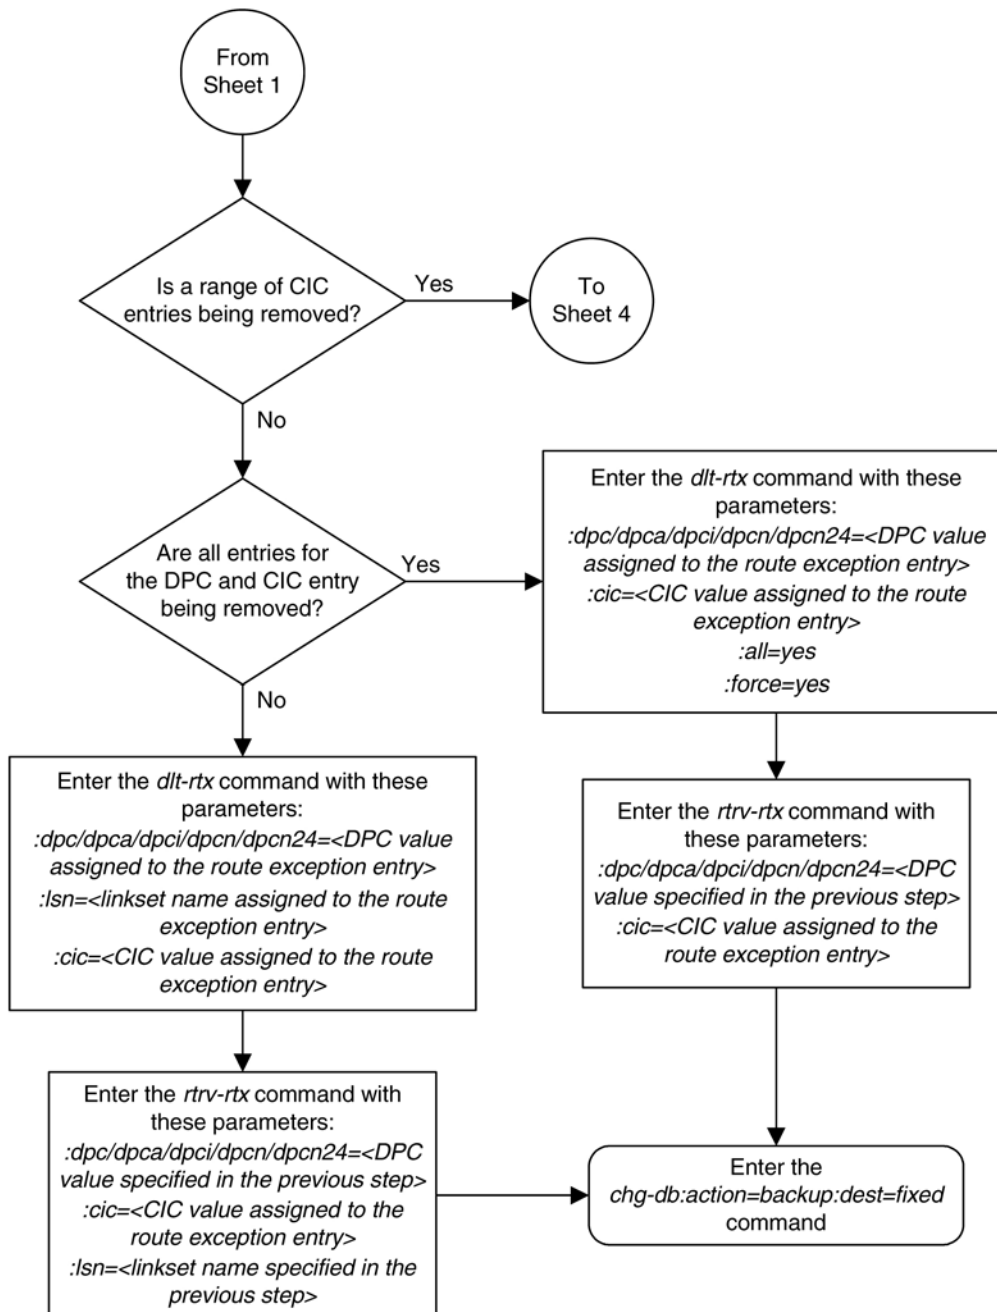 From
Sheet 1
Is a range of CIC
entries being removed?
Yes
To
Sheet 4
No
Are all entries for
the DPC and CIC entry
being removed?
Yes
Enter the dlt-rtx command with these
parameters:
:dpc/dpca/dpci/dpcn/dpcn24=<DPC value
assigned to the route exception entry>
:cic=<CIC value assigned to the route
exception entry>
:all=yes
:force=yes
No
Enter the dlt-rtx command with these
parameters:
:dpc/dpca/dpci/dpcn/dpcn24=<DPC value
assigned to the route exception entry>
:lsn=<linkset name assigned to the route
exception entry>
:cic=<CIC value assigned to the route
exception entry>
Enter the rtrv-rtx command with
these parameters:
:dpc/dpca/dpci/dpcn/dpcn24=<DPC
value specified in the previous step>
:cic=<CIC value assigned to the
route exception entry>
Enter the rtrv-rtx command with
these parameters:
:dpc/dpca/dpci/dpcn/dpcn24=<DPC
value specified in the previous step>
:cic=<CIC value assigned to the
route exception entry>
:lsn=<linkset name specified in the
previous step>
Enter the
chg-db:action=backup:dest=fixed
command